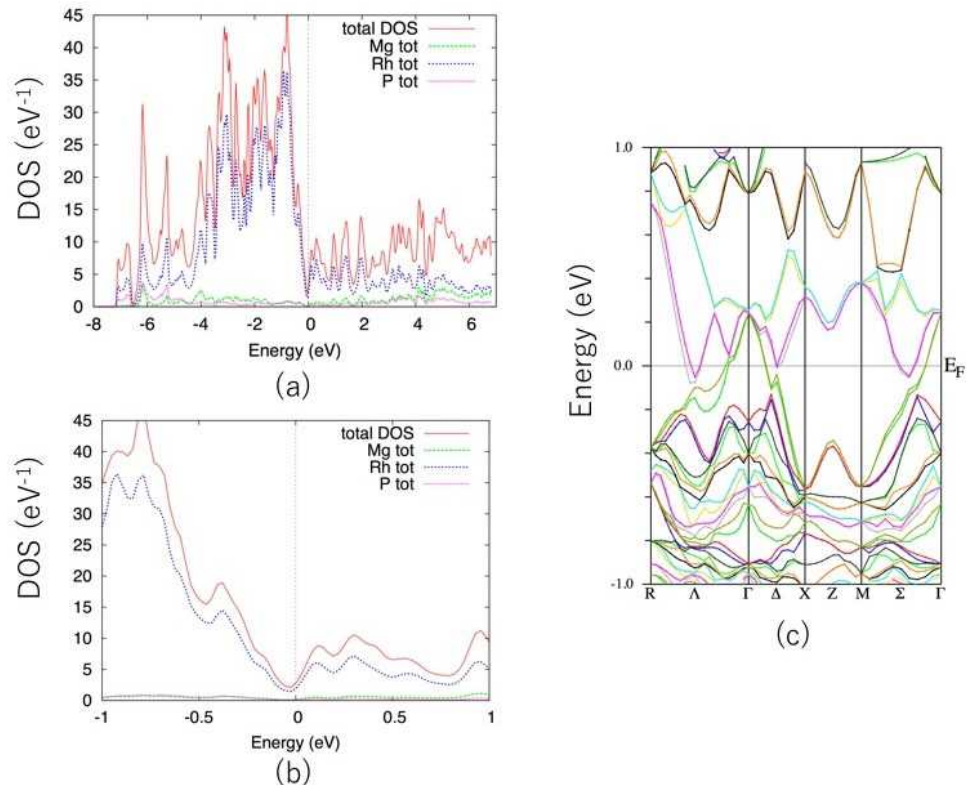 45
40
35
30
25
20
15
10
5
0
DOS (eV-1)
total DOS
Mg tot
Rh tot
P tot
-8 -6 -4 -2 0 2 4 6
Energy (eV)
(a)
45
40
35
30
25
20
15
10
5
0
DOS (eV-1)
total DOS
Mg tot
Rh tot
P tot
-1 -0.5 0 0.5 1
Energy (eV)
(b)
1.0
0.0
-1.0
Energy (eV)
EF
R Λ Γ Δ X Z M Σ Γ
(c)